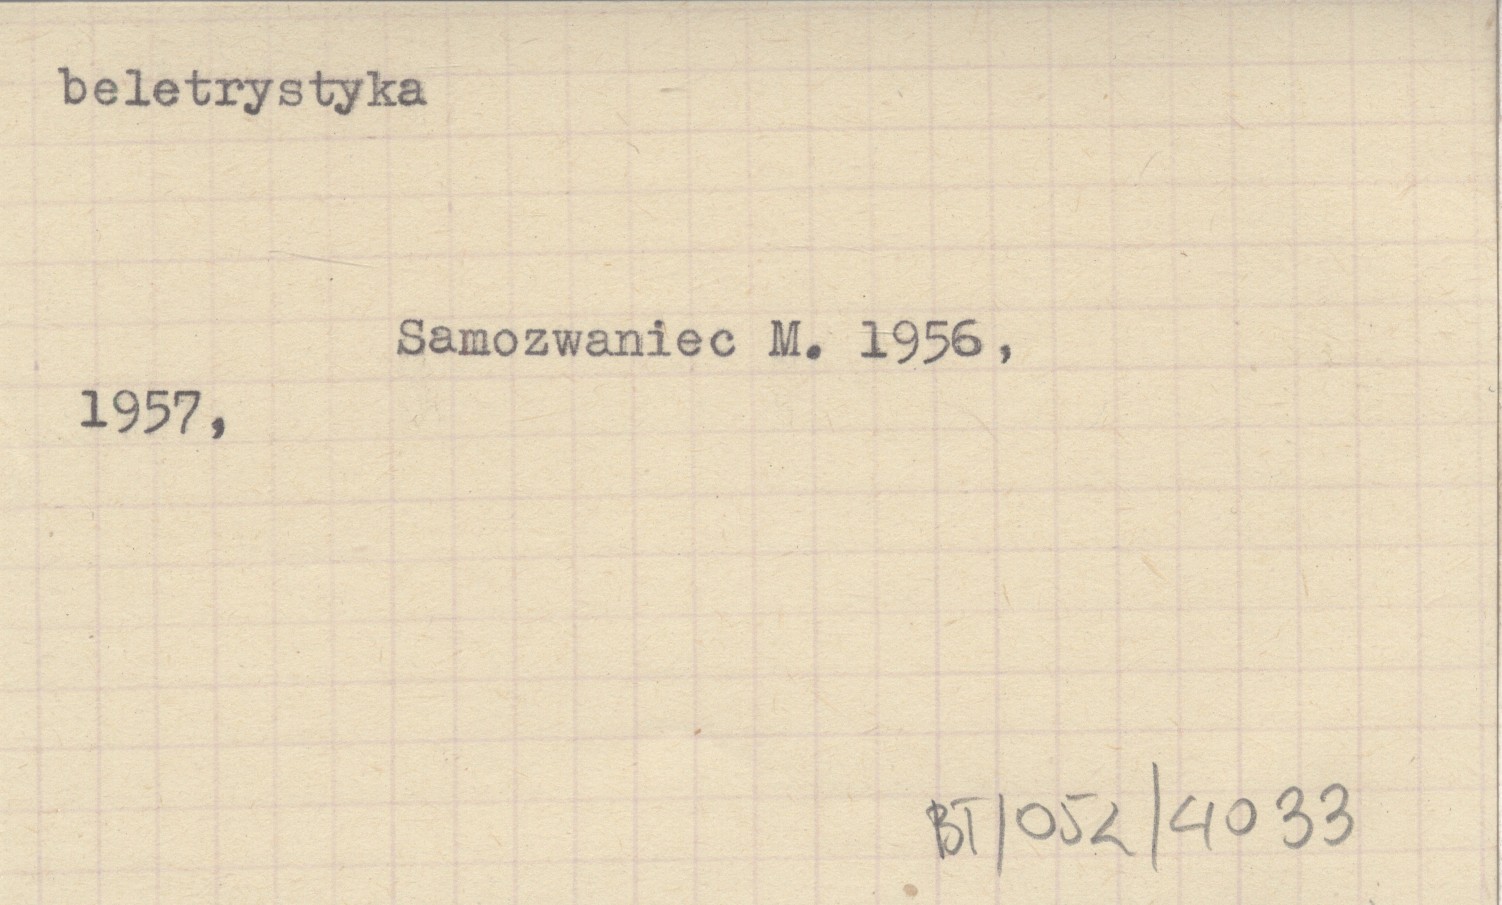 beletrystyka
Samozwaniec M. 1956,
1957,
BT/052/4033